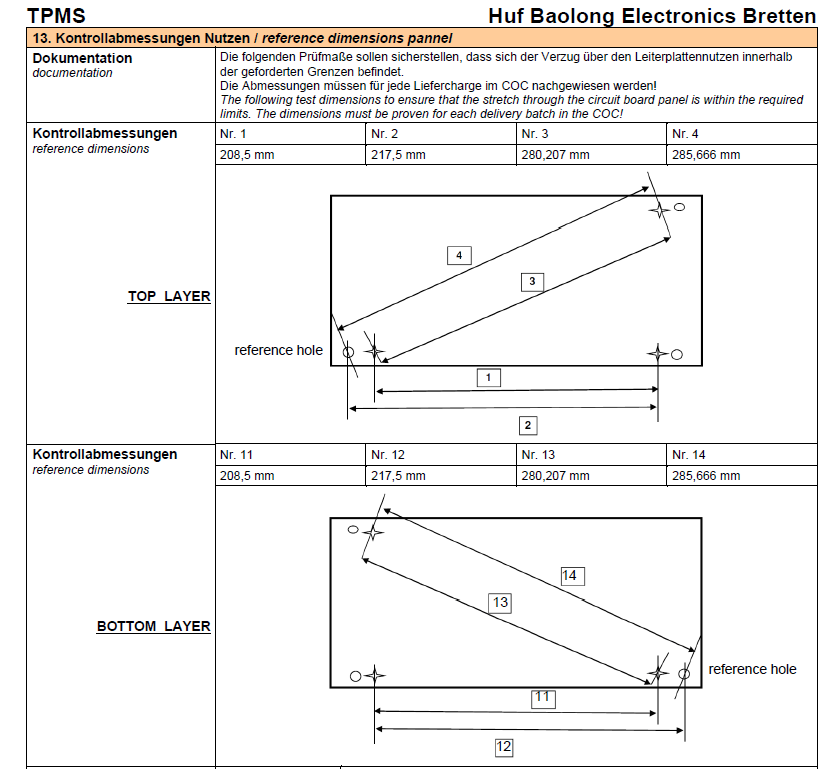 TPMS Huf Baolong Electronics Bretten
13. Kontrollabmessungen Nutzen / reference dimensions pannel
Dokumentation
documentation
Die folgenden Prüfmaße sollen sicherstellen, dass sich der Verzug über den Leiterplattennutzen innerhalb
der geforderten Grenzen befindet.
Die Abmessungen müssen für jede Liefercharge im COC nachgewiesen werden!
The following test dimensions to ensure that the stretch through the circuit board panel is within the required
limits. The dimensions must be proven for each delivery batch in the COC!
Kontrollabmessungen
reference dimensions
Nr. 1 Nr. 2 Nr. 3 Nr. 4
208,5 mm 217,5 mm 280,207 mm 285,666 mm
TOP LAYER
4
3
reference hole
1
2
Kontrollabmessungen
reference dimensions
Nr. 11 Nr. 12 Nr. 13 Nr. 14
208,5 mm 217,5 mm 280,207 mm 285,666 mm
BOTTOM LAYER
14
13
reference hole
11
12